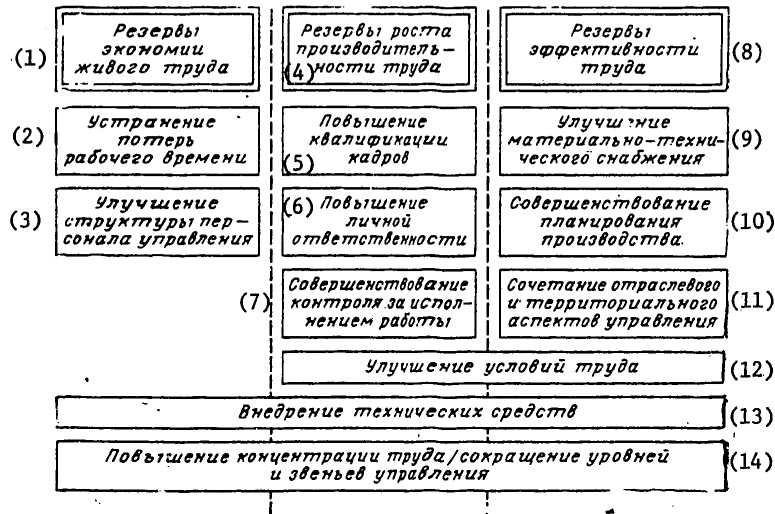 (1)
Резервы
экономии
живого труда
(4)
Резервы роста
производитель-
ности труда
Резервы
эффективности
труда
(8)
(2)
Устранение
потерь
рабочего времени
(5)
Повышение
квалификации
кадров
Улучшение
материально-техни-
ческого снабжения
(9)
(3)
Улучшение
структуры пер-
сонала управления
(6)
Повышение
личной
ответственности
Совершенствование
планирования
производства
(10)
(7)
Совершенствование
контроля за испол-
нением работы
Сочетание отраслевого
и территориального
аспектов управления
(11)
Улучшение условий труда
(12)
Внедрение технических средств
(13)
Повышение концентрации труда/сокращение уровней
и звеньев управления
(14)